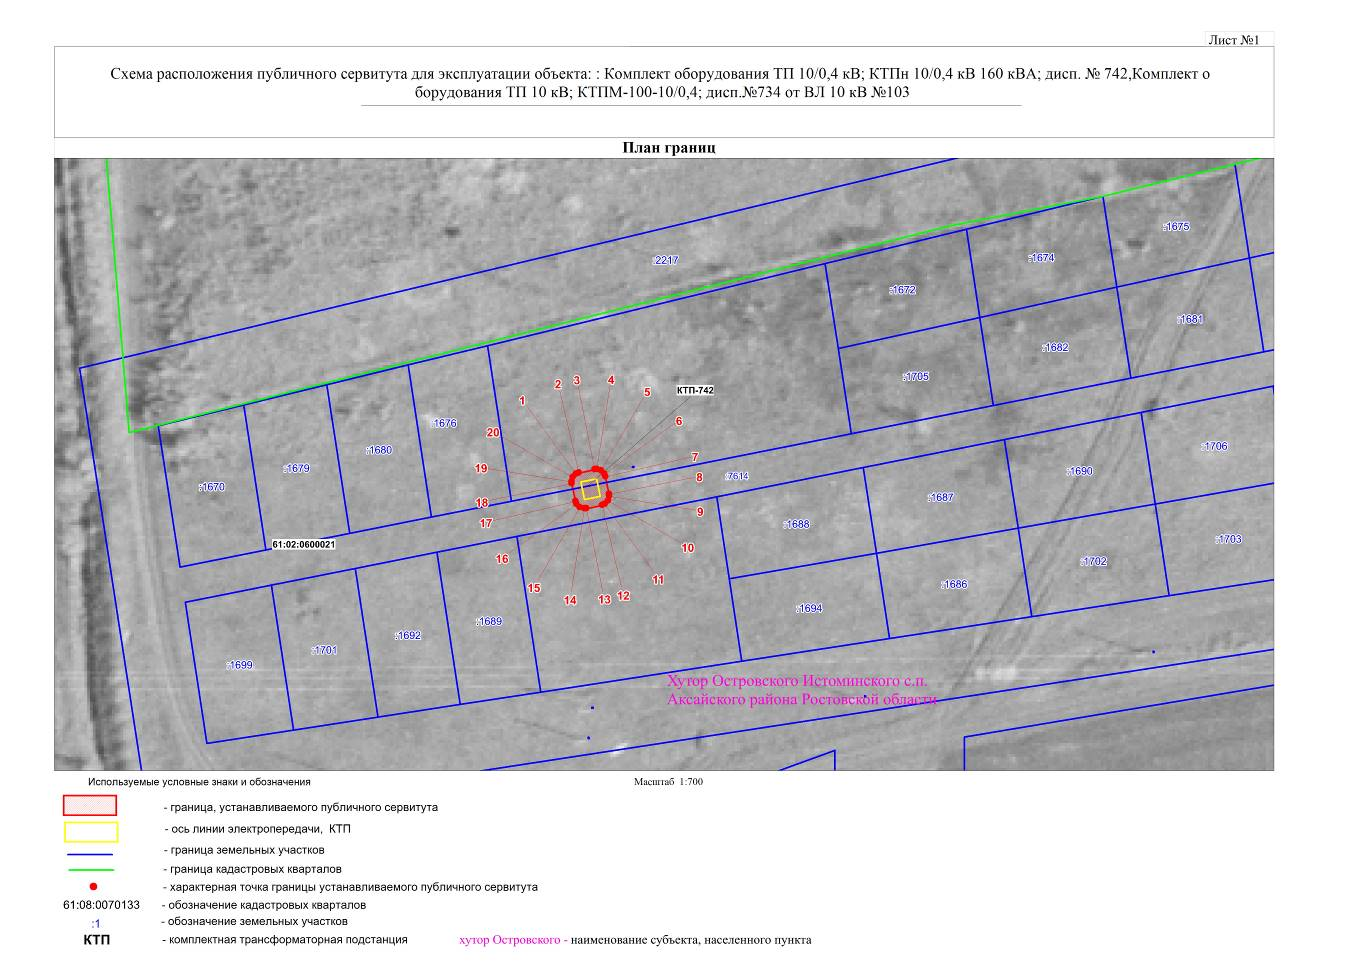 Лист №1
Схема расположения публичного сервитута для эксплуатации объекта: : Комплект оборудования ТП 10/0,4 кВ; КТПн 10/0,4 кВ 160 кВА; дисп. № 742,Комплект о
борудования ТП 10 кВ; КТПМ-100-10/0,4; дисп.№734 от ВЛ 10 кВ №103
План границ
:1675
:2217
:1674
:1672
:1681
:1682
:1705
2
3
4
5
КТП-742
1
6
:1676
20
:1706
:1680
7
:1679
19
8
:7614
:1690
:1670
18
9
:1687
17
:1688
61:02:0600021
10
:1703
16
:1702
11
:1686
15
14
13
12
:1694
:1689
:1692
:1701
:1699
Хутор Островского Истоминского с.п.
Аксайского района Ростовской области
Используемые условные знаки и обозначения
Масштаб 1:700
- граница, устанавливаемого публичного сервитута
- ось линии электропередачи, КТП
- граница земельных участков
- граница кадастровых кварталов
- характерная точка границы устанавливаемого публичного сервитута
61:08:0070133 - обозначение кадастровых кварталов
:1 - обозначение земельных участков
КТП - комплектная трансформаторная подстанция
хутор Островского - наименование субъекта, населенного пункта